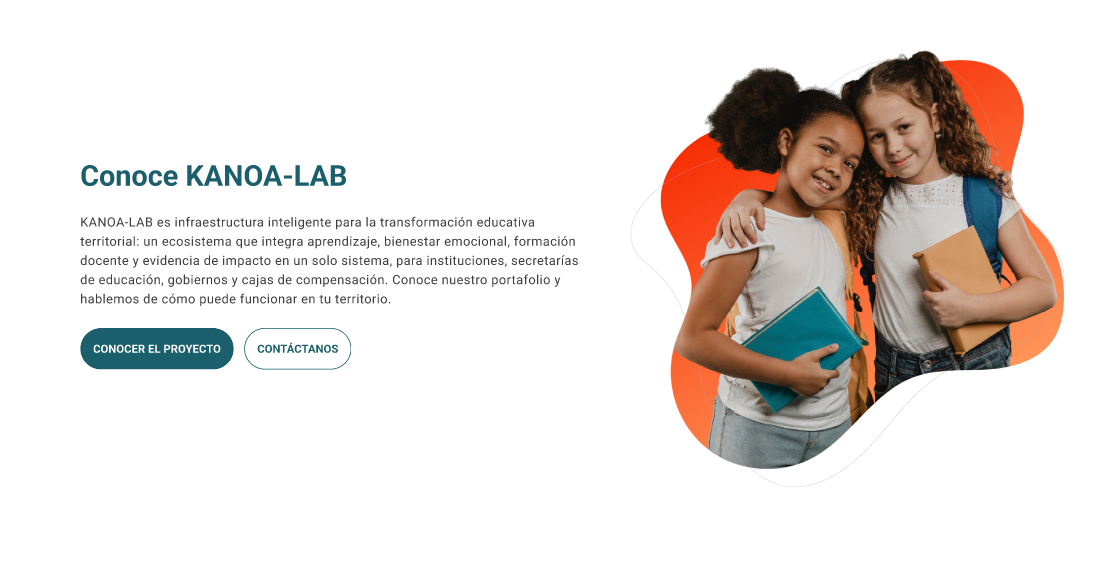 Conoce KANOA-LAB
KANOA-LAB es infraestructura inteligente para la transformación educativa
territorial: un ecosistema que integra aprendizaje, bienestar emocional, formación
docente y evidencia de impacto en un solo sistema, para instituciones, secretarías
de educación, gobiernos y cajas de compensación. Conoce nuestro portafolio y
hablemos de cómo puede funcionar en tu territorio.
CONOCER EL PROYECTO CONTÁCTANOS